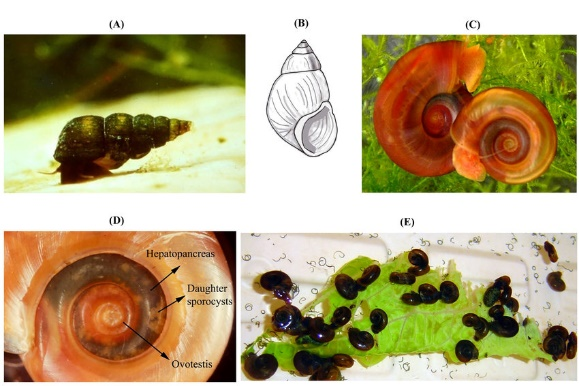 (A)
(B)
(C)
(D)
(E)
Hepatopancreas
Daughter
sporocysts
Ovotestis